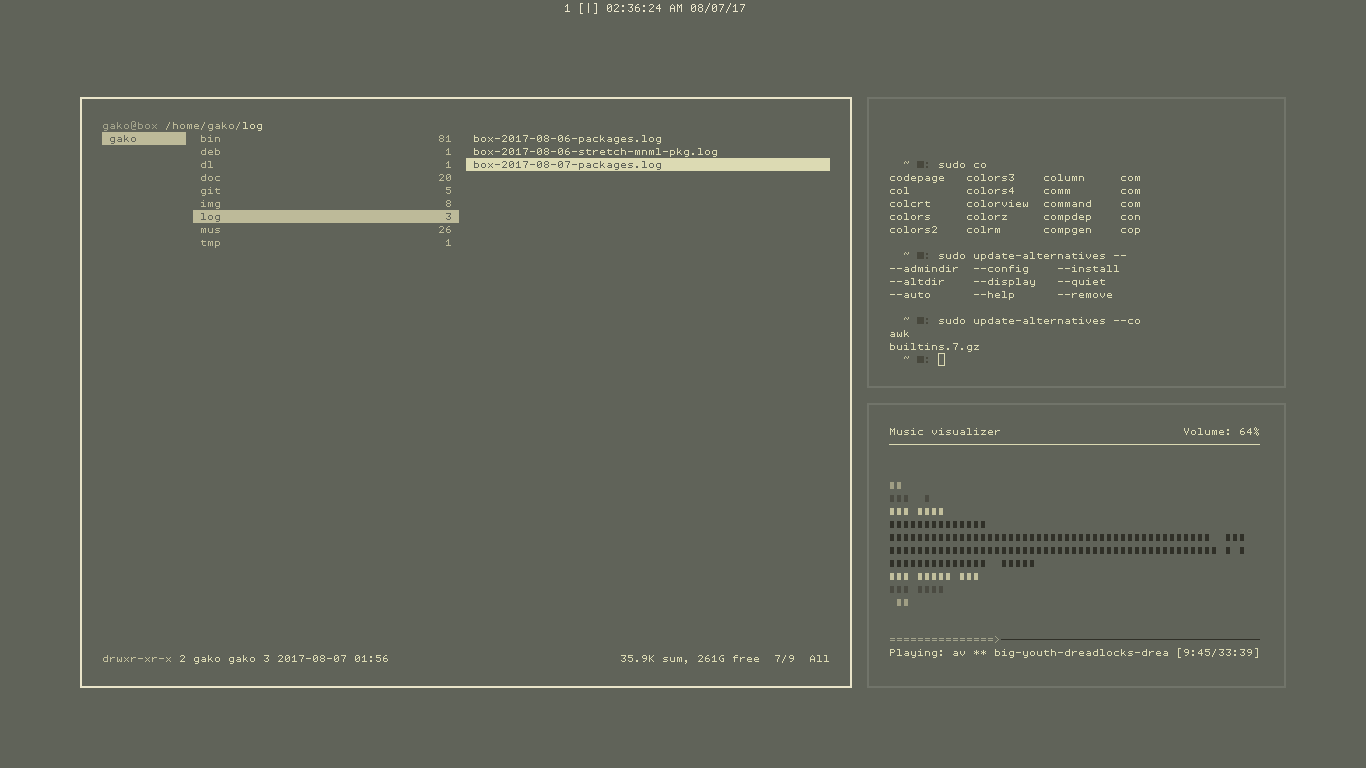 1 [|] 02:36:24 AM 08/07/17
gako@box /home/gako/log
gako bin 81 box-2017-08-06-packages.log
deb 1 box-2017-08-06-stretch-mnml-pkg.log
dl 1 box-2017-08-07-packages.log
doc 20
git 5
img 8
log 3
mus 26
tmp 1
drwxr-xr-x 2 gako gako 3 2017-08-07 01:56 35.9K sum, 261G free 7/9 All
~ ■: sudo co
codepage colors3 column com
col colors4 comm com
colcrt colorview command com
colors colorz compdep con
colors2 colrm compgen cop
~ ■: sudo update-alternatives --
--admindir --config --install
--altdir --display --quiet
--auto --help --remove
~ ■: sudo update-alternatives --co
awk
builtins.7.gz
~ ■:
Music visualizer Volume: 64%
===============>
Playing: av ** big-youth-dreadlocks-drea [9:45/33:39]